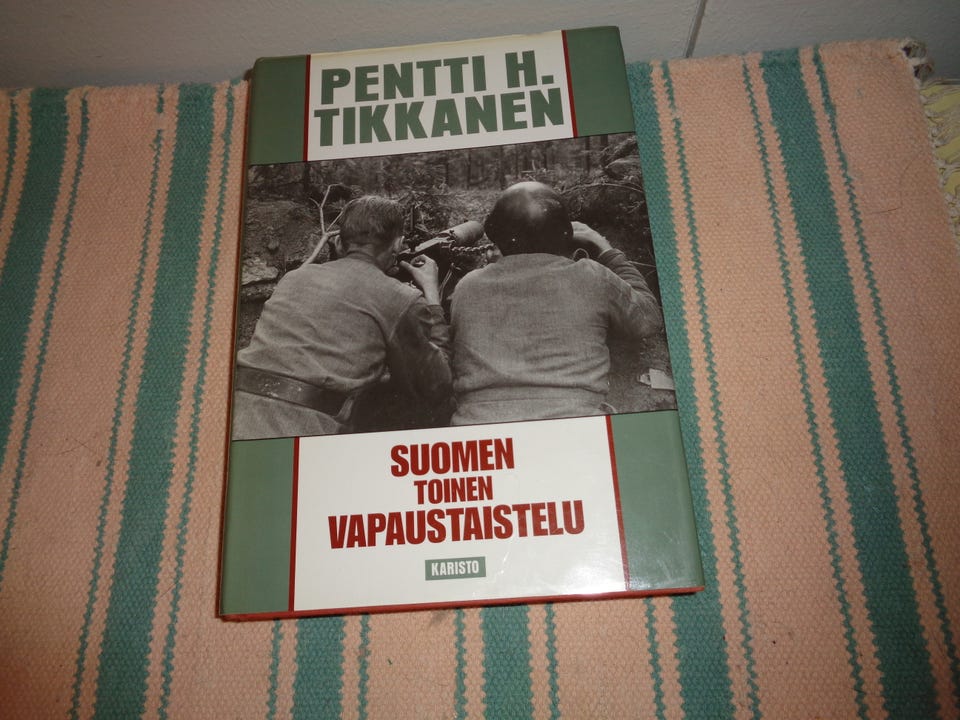 PENTTI H.
TIKKANEN
SUOMEN
TOINEN
VAPAUSTAISTELU
KARISTO